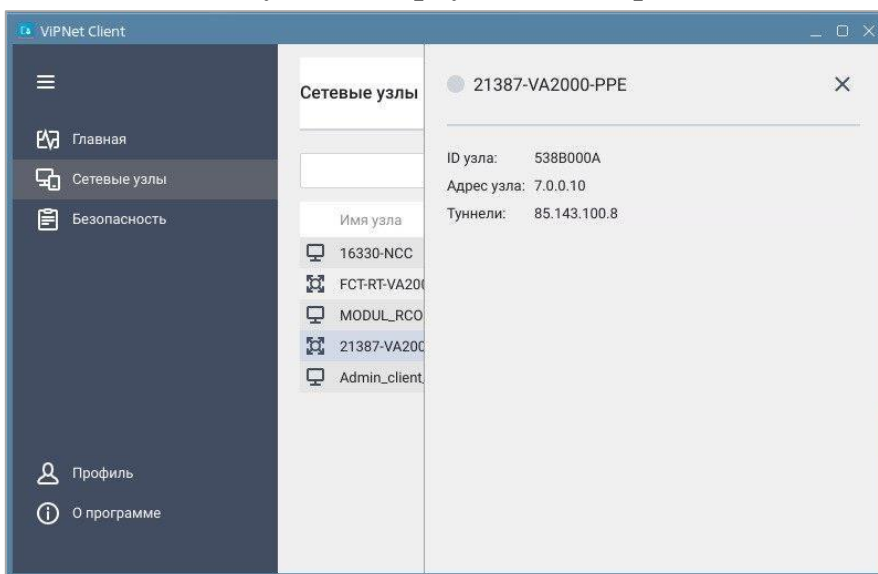 ViPNet Client
Главная
Сетевые узлы
Безопасность
Профиль
О программе
Сетевые узлы
Имя узла
16330-NCC
FCT-RT-VA200
MODUL_RCO
21387-VA200
Admin_client_
21387-VA2000-PPE
ID узла: 538B000A
Адрес узла: 7.0.0.10
Туннели: 85.143.100.8